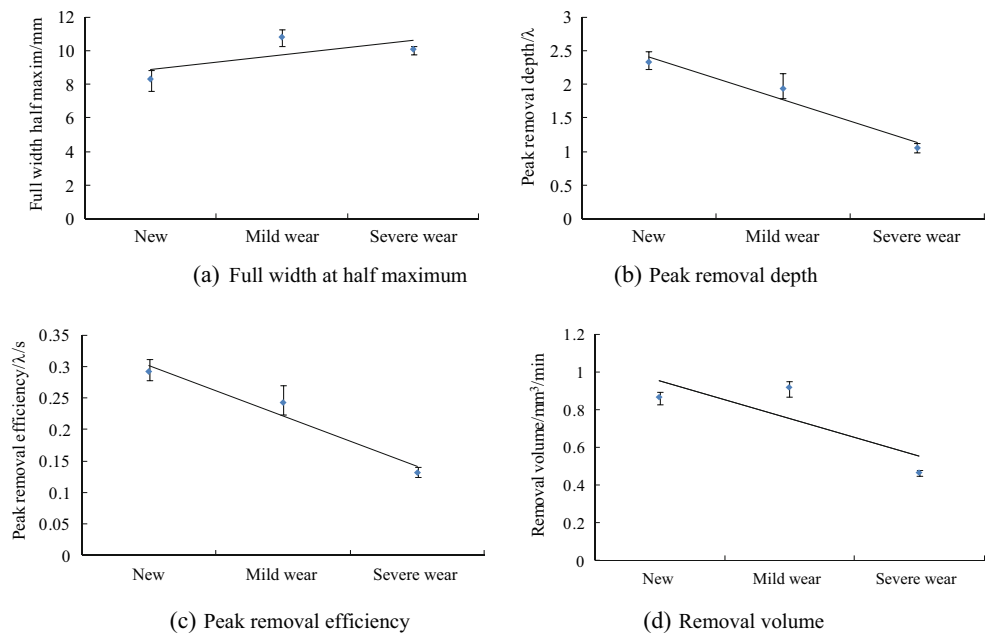 Full width half maxim/mm
12
10
8
6
4
2
0
New Mild wear Severe wear
(a) Full width at half maximum
Peak removal depth/λ
3
2.5
2
1.5
1
0.5
0
New Mild wear Severe wear
(b) Peak removal depth
Peak removal efficiency/λ/s
0.35
0.3
0.25
0.2
0.15
0.1
0.05
0
New Mild wear Severe wear
(c) Peak removal efficiency
Removal volume/mm³/min
1.2
1
0.8
0.6
0.4
0.2
0
New Mild wear Severe wear
(d) Removal volume